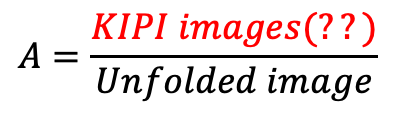 KIPI images(??)
A =
Unfolded image